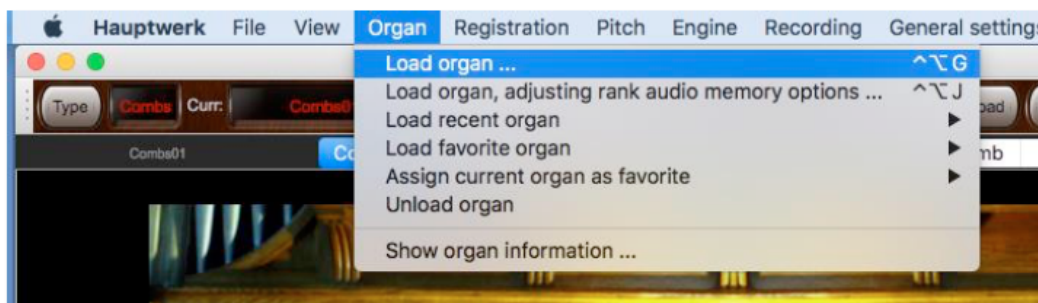 Hauptwerk File View Organ Registration Pitch Engine Recording General settings
Load organ ... ^⌥G
Type Combs Curr: Combs0
Load organ, adjusting rank audio memory options ... ^⌥J
Load recent organ
Combs01
Load favorite organ
Assign current organ as favorite
Unload organ
Show organ information ...